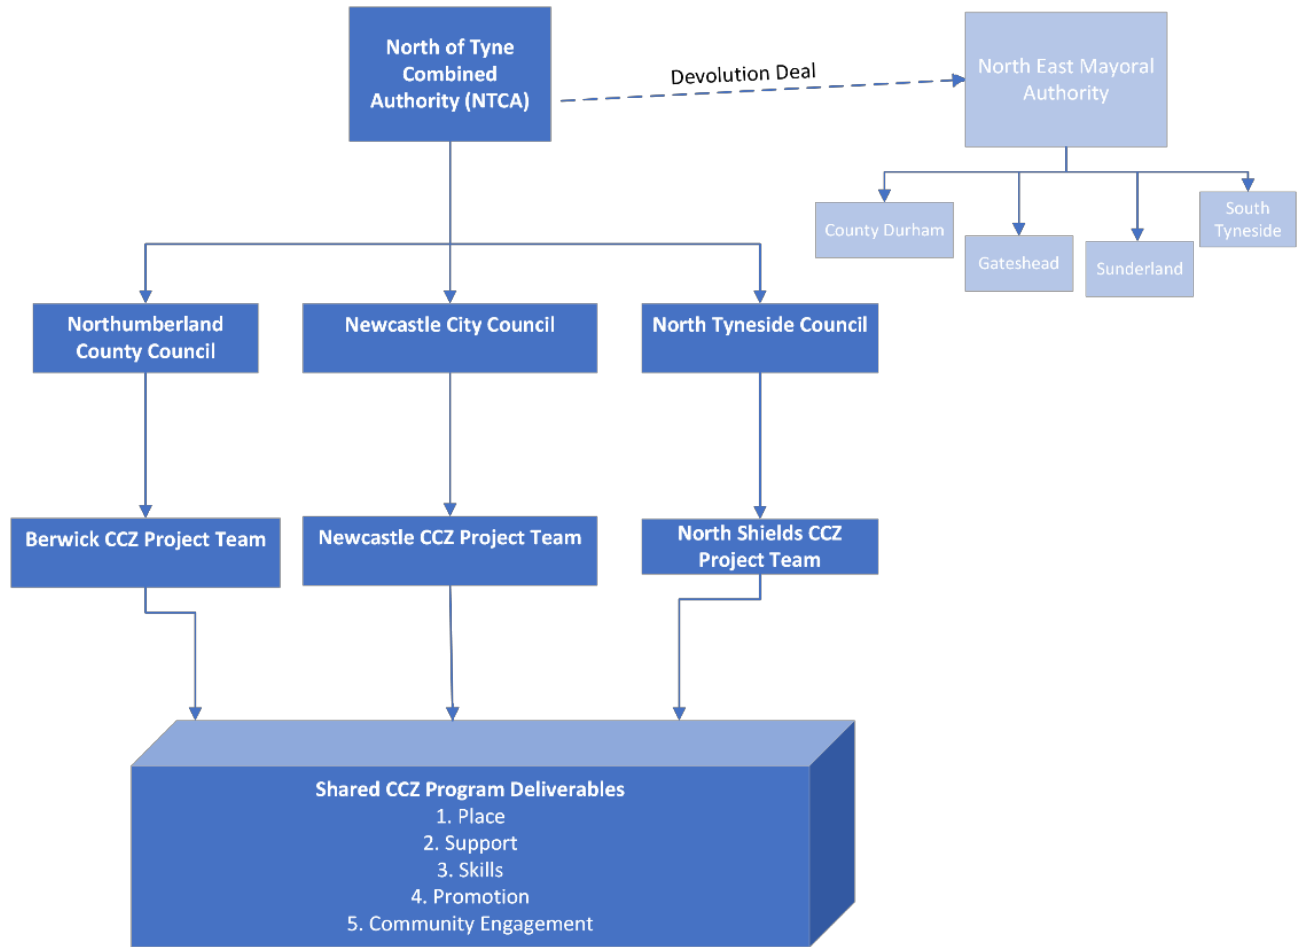 North of Tyne
Combined
Authority (NTCA)
Devolution Deal
North East Mayoral
Authority
County Durham
Gateshead
Sunderland
South
Tyneside
Northumberland
County Council
Newcastle City Council
North Tyneside Council
Berwick CCZ Project Team
Newcastle CCZ Project Team
North Shields CCZ
Project Team
Shared CCZ Program Deliverables
1. Place
2. Support
3. Skills
4. Promotion
5. Community Engagement